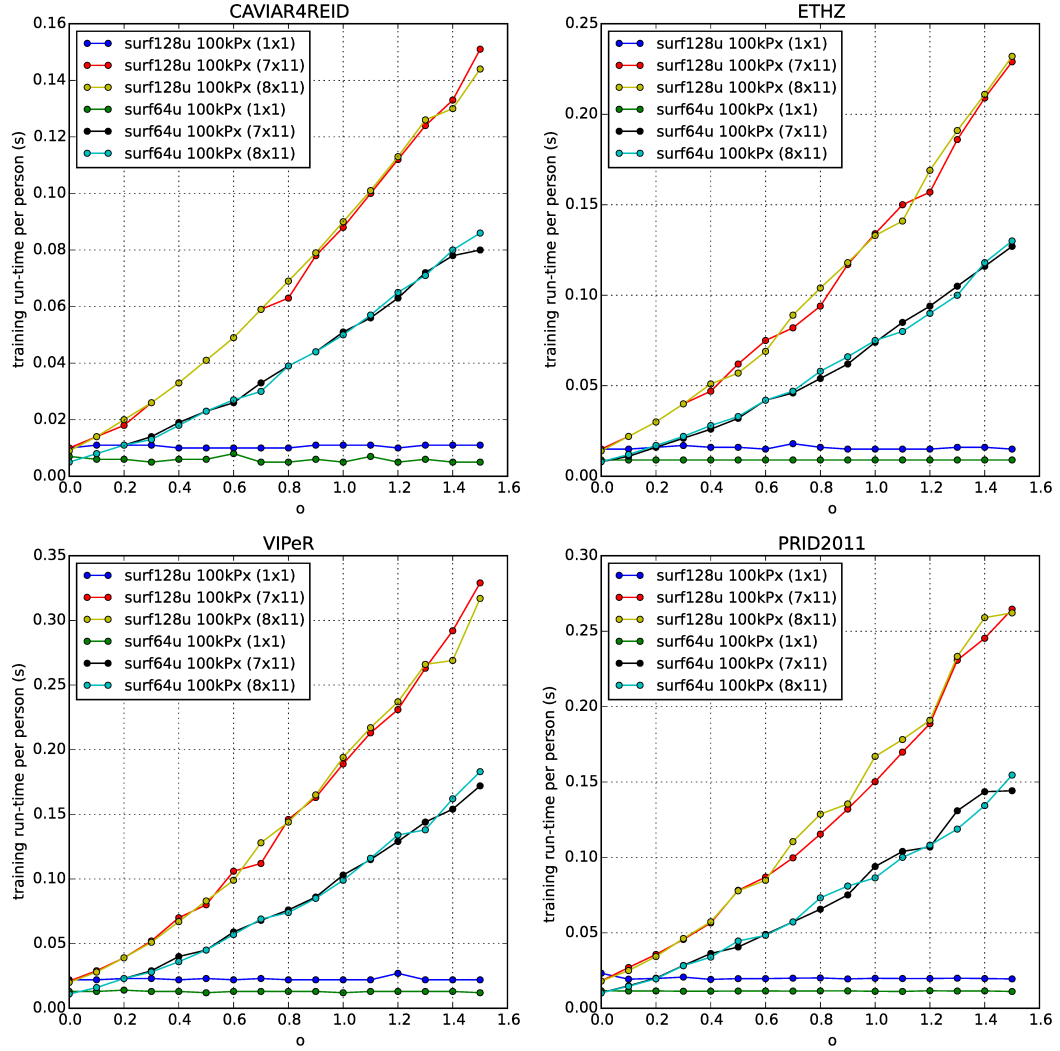 CAVIAR4REID
surf128u 100kPx (1x1)
surf128u 100kPx (7x11)
surf128u 100kPx (8x11)
surf64u 100kPx (1x1)
surf64u 100kPx (7x11)
surf64u 100kPx (8x11)
training run-time per person (s)
0.16
0.14
0.12
0.10
0.08
0.06
0.04
0.02
0.00
0.0 0.2 0.4 0.6 0.8 1.0 1.2 1.4 1.6
o
ETHZ
surf128u 100kPx (1x1)
surf128u 100kPx (7x11)
surf128u 100kPx (8x11)
surf64u 100kPx (1x1)
surf64u 100kPx (7x11)
surf64u 100kPx (8x11)
training run-time per person (s)
0.25
0.20
0.15
0.10
0.05
0.00
0.0 0.2 0.4 0.6 0.8 1.0 1.2 1.4 1.6
o
VIPeR
surf128u 100kPx (1x1)
surf128u 100kPx (7x11)
surf128u 100kPx (8x11)
surf64u 100kPx (1x1)
surf64u 100kPx (7x11)
surf64u 100kPx (8x11)
training run-time per person (s)
0.35
0.30
0.25
0.20
0.15
0.10
0.05
0.00
0.0 0.2 0.4 0.6 0.8 1.0 1.2 1.4 1.6
o
PRID2011
surf128u 100kPx (1x1)
surf128u 100kPx (7x11)
surf128u 100kPx (8x11)
surf64u 100kPx (1x1)
surf64u 100kPx (7x11)
surf64u 100kPx (8x11)
training run-time per person (s)
0.30
0.25
0.20
0.15
0.10
0.05
0.00
0.0 0.2 0.4 0.6 0.8 1.0 1.2 1.4 1.6
o